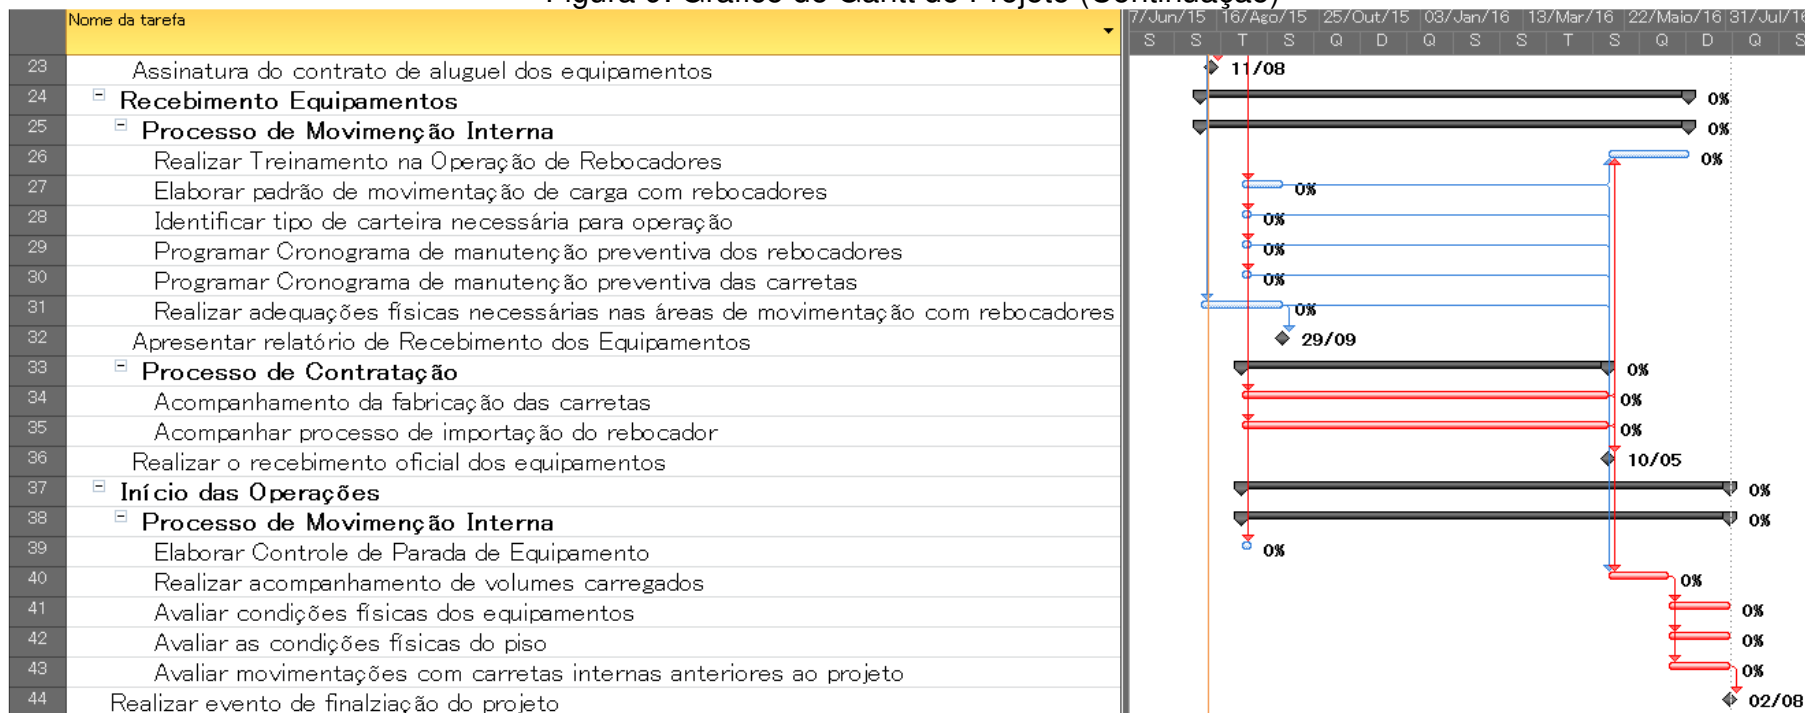 Figura 9: Gráfico de Gantt do Projeto (Continuação)
Nome da tarefa
7/Jun/15 16/Ago/15 25/Out/15 03/Jan/16 13/Mar/16 22/Maio/16 31/Jul/16
S S T S Q D Q S S T S Q D Q S
23 Assinatura do contrato de aluguel dos equipamentos 11/08
24 Recebimento Equipamentos 0%
25 Processo de Movimenção Interna 0%
26 Realizar Treinamento na Operação de Rebocadores 0%
27 Elaborar padrão de movimentação de carga com rebocadores 0%
28 Identificar tipo de carteira necessária para operação 0%
29 Programar Cronograma de manutenção preventiva dos rebocadores 0%
30 Programar Cronograma de manutenção preventiva das carretas 0%
31 Realizar adequações físicas necessárias nas áreas de movimentação com rebocadores 0%
32 Apresentar relatório de Recebimento dos Equipamentos 29/09
33 Processo de Contratação 0%
34 Acompanhamento da fabricação das carretas 0%
35 Acompanhar processo de importação do rebocador 0%
36 Realizar o recebimento oficial dos equipamentos 10/05
37 Início das Operações 0%
38 Processo de Movimenção Interna 0%
39 Elaborar Controle de Parada de Equipamento 0%
40 Realizar acompanhamento de volumes carregados 0%
41 Avaliar condições físicas dos equipamentos 0%
42 Avaliar as condições físicas do piso 0%
43 Avaliar movimentações com carretas internas anteriores ao projeto 0%
44 Realizar evento de finalziação do projeto 02/08